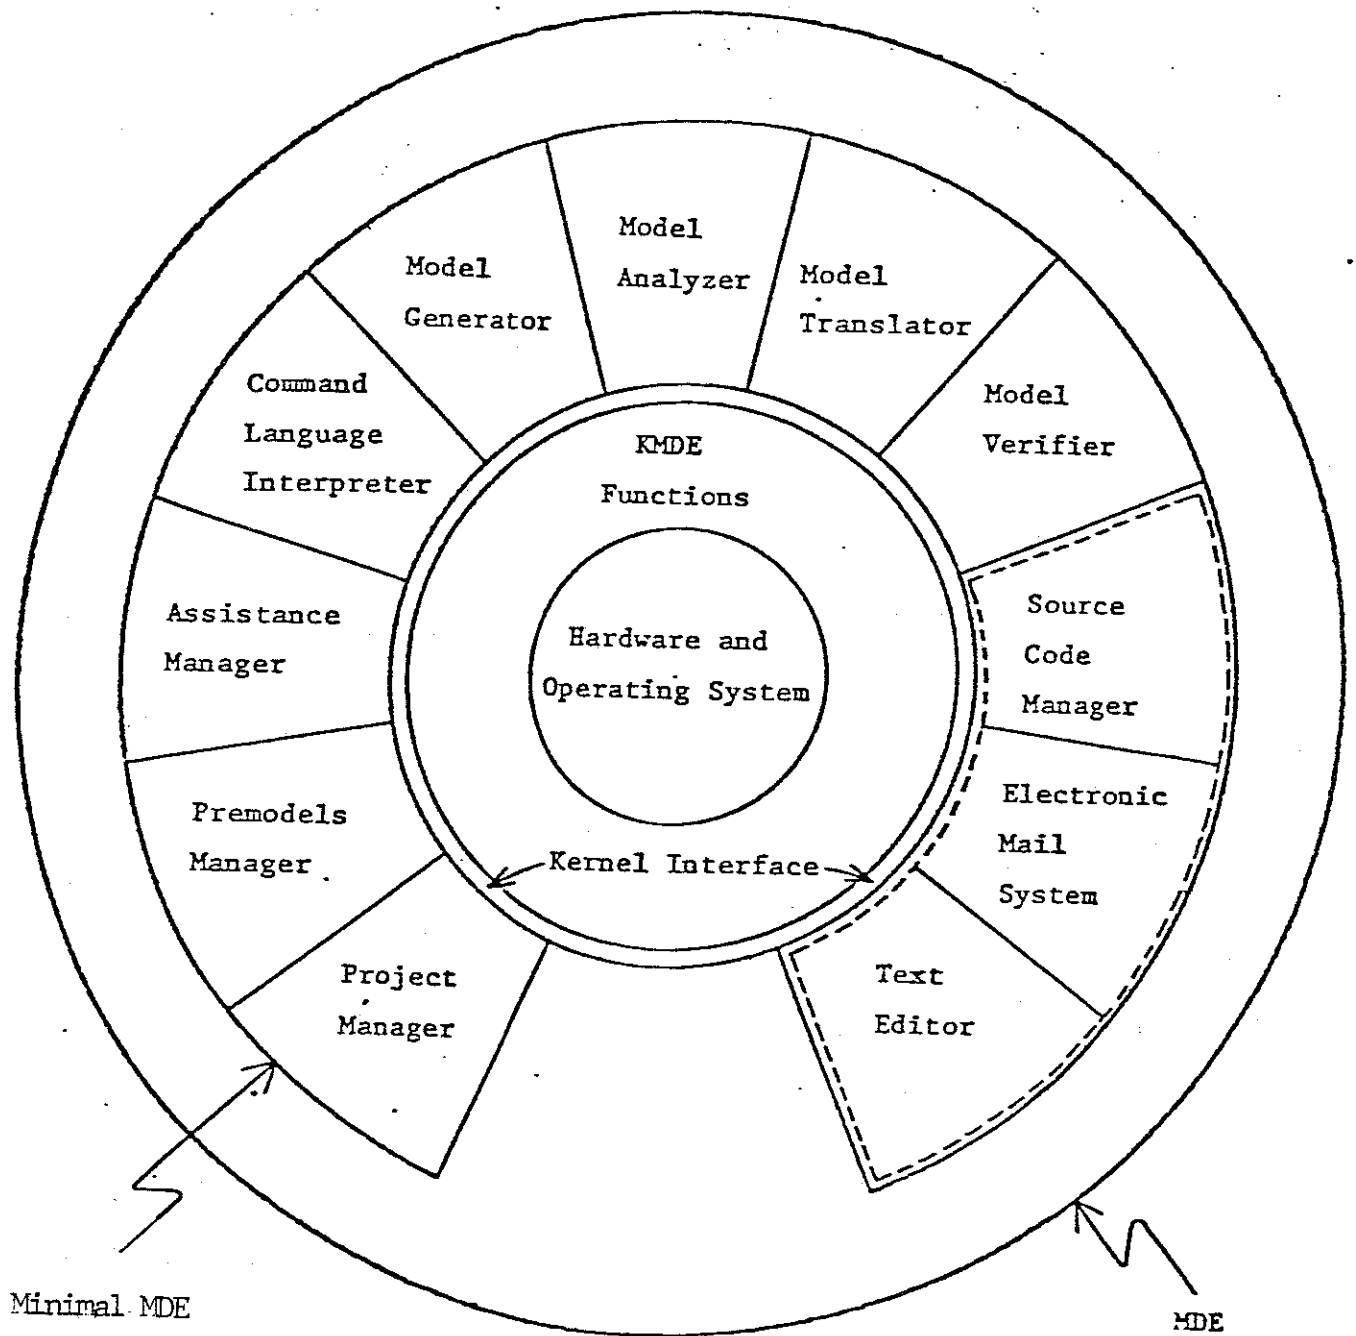 Model
Analyzer
Model
Generator
Model
Translator
Command
Language
Interpreter
Model
Verifier
KMDE
Functions
Assistance
Manager
Hardware and
Operating System
Source
Code
Manager
Premodels
Manager
Electronic
Mail
System
Kernel Interface
Project
Manager
Text
Editor
Minimal MDE
MDE